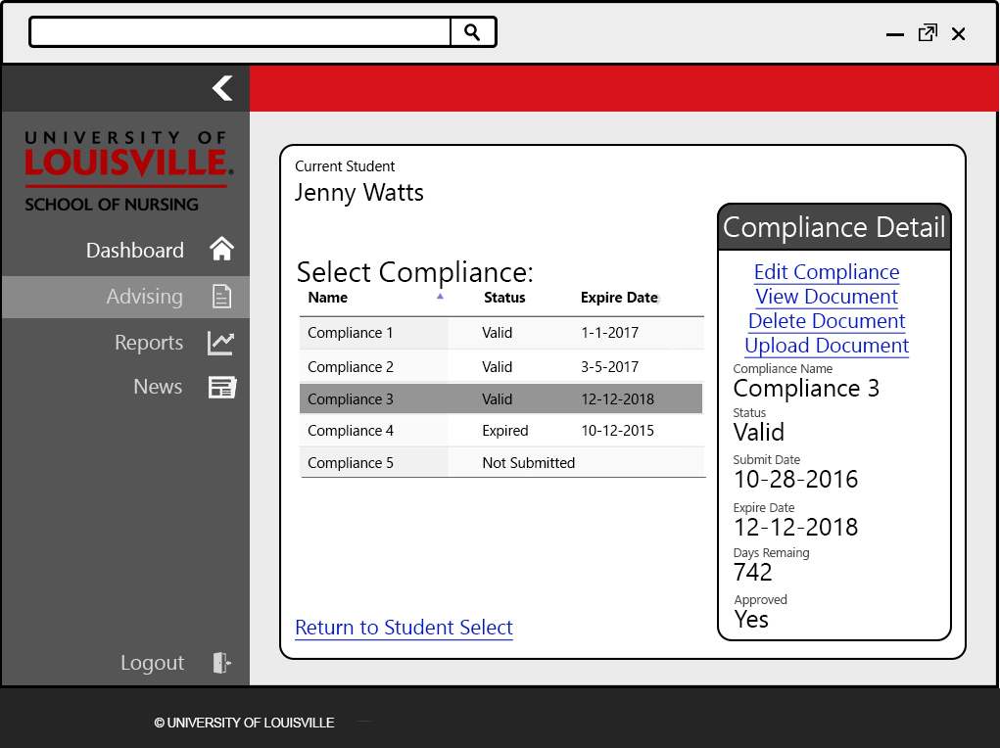 UNIVERSITY OF
LOUISVILLE.
SCHOOL OF NURSING
Dashboard
Advising
Reports
News
Logout
Current Student
Jenny Watts
Select Compliance:
Name Status Expire Date
Compliance 1 Valid 1-1-2017
Compliance 2 Valid 3-5-2017
Compliance 3 Valid 12-12-2018
Compliance 4 Expired 10-12-2015
Compliance 5 Not Submitted
Return to Student Select
Compliance Detail
Edit Compliance
View Document
Delete Document
Upload Document
Compliance Name
Compliance 3
Status
Valid
Submit Date
10-28-2016
Expire Date
12-12-2018
Days Remaing
742
Approved
Yes
© UNIVERSITY OF LOUISVILLE